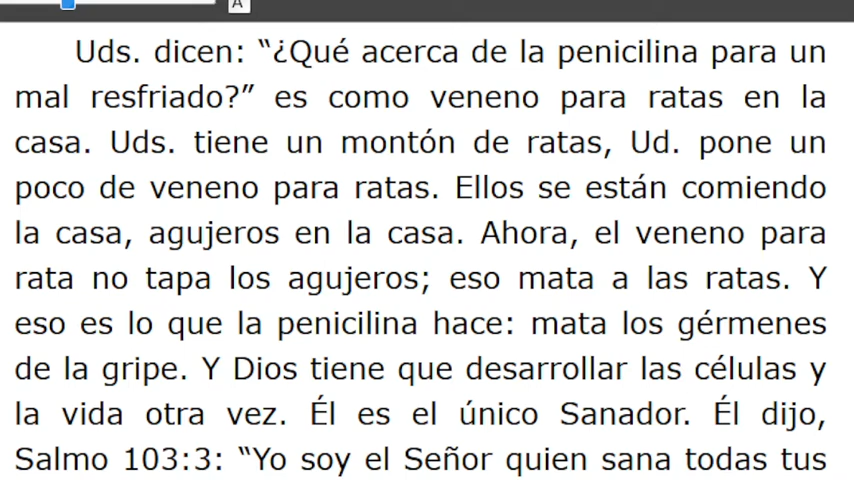 A
Uds. dicen: “¿Qué acerca de la penicilina para un
mal resfriado?” es como veneno para ratas en la
casa. Uds. tiene un montón de ratas, Ud. pone un
poco de veneno para ratas. Ellos se están comiendo
la casa, agujeros en la casa. Ahora, el veneno para
rata no tapa los agujeros; eso mata a las ratas. Y
eso es lo que la penicilina hace: mata los gérmenes
de la gripe. Y Dios tiene que desarrollar las células y
la vida otra vez. Él es el único Sanador. Él dijo,
Salmo 103:3: “Yo soy el Señor quien sana todas tus